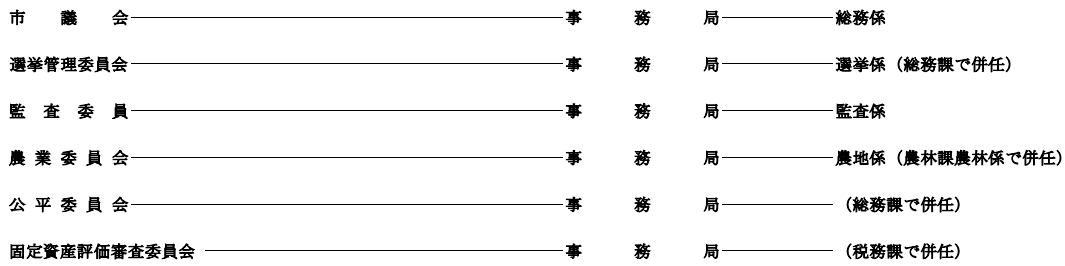 市議会 事務局 総務係
選挙管理委員会 事務局 選挙係（総務課で併任）
監査委員 事務局 監査係
農業委員会 事務局 農地係（農林課農林係で併任）
公平委員会 事務局 （総務課で併任）
固定資産評価審査委員会 事務局 （税務課で併任）